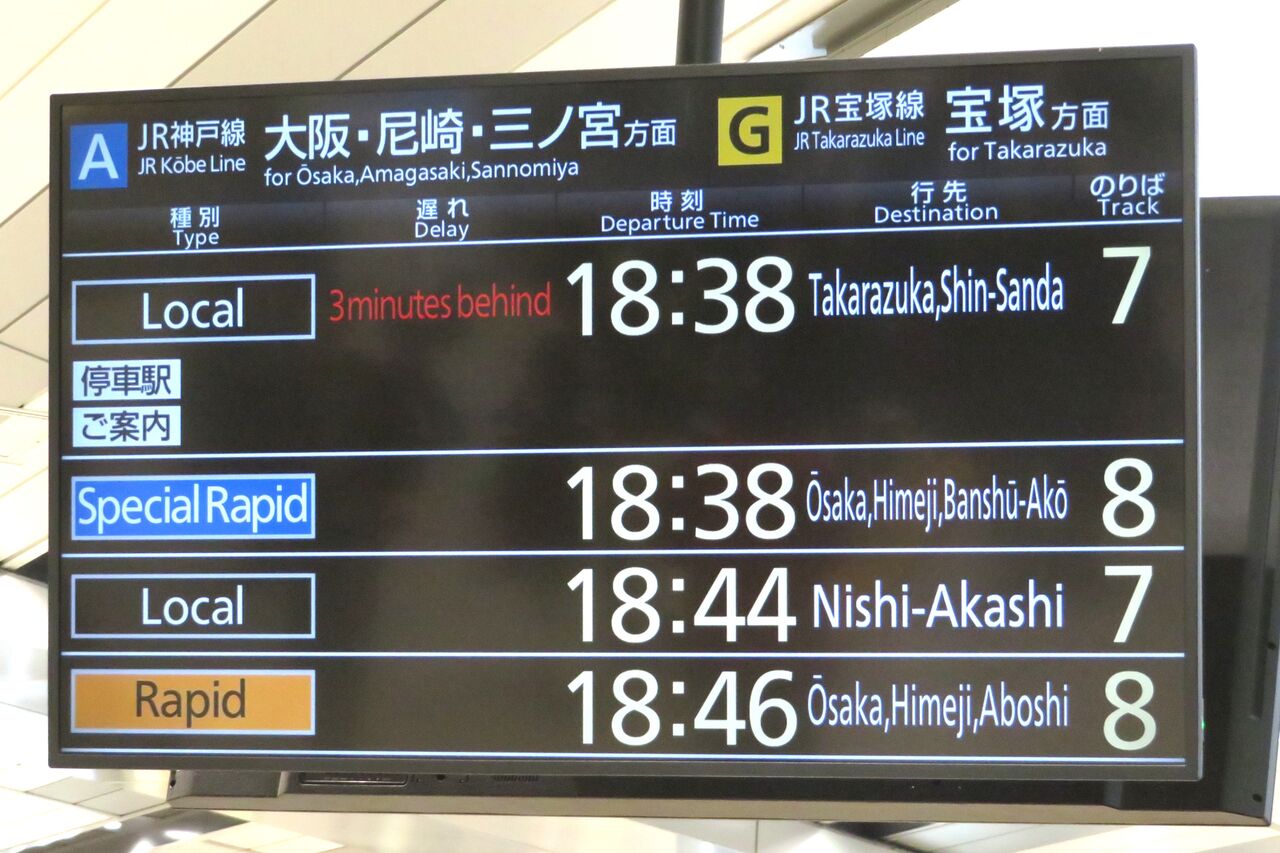 A JR神戸線 大阪・尼崎・三ノ宮方面 G JR宝塚線 宝塚方面
JR Kōbe Line for Ōsaka,Amagasaki,Sannomiya JR Takarazuka Line for Takarazuka
種別 遅れ 時刻 行先 のりば
Type Delay Departure Time Destination Track
Local 3 minutes behind 18:38 Takarazuka,Shin-Sanda 7
停車駅
ご案内
Special Rapid 18:38 Ōsaka,Himeji,Banshū-Akō 8
Local 18:44 Nishi-Akashi 7
Rapid 18:46 Ōsaka,Himeji,Aboshi 8